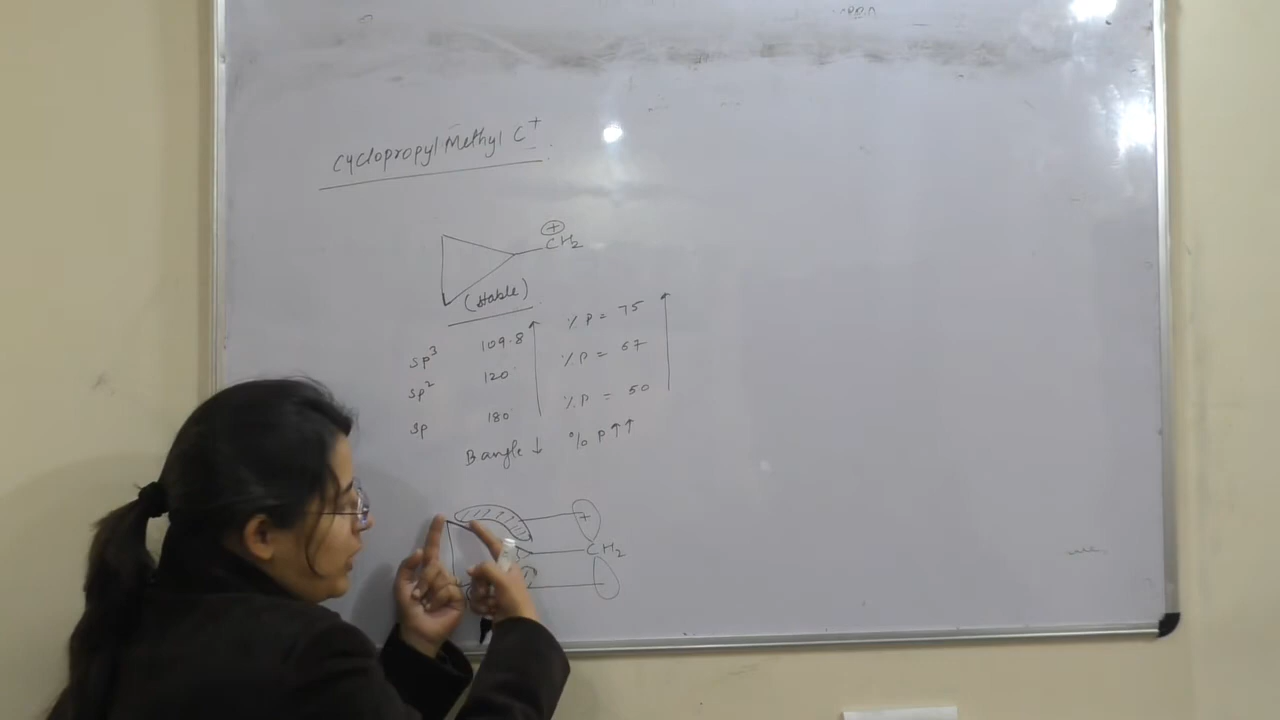 Cyclopropyl Methyl C+
+
CH2
(stable)
sp3 109.8 % P = 75
sp2 120° % P = 67
sp 180° % P = 50
B angle ↓ % P ↑↑
+
CH2